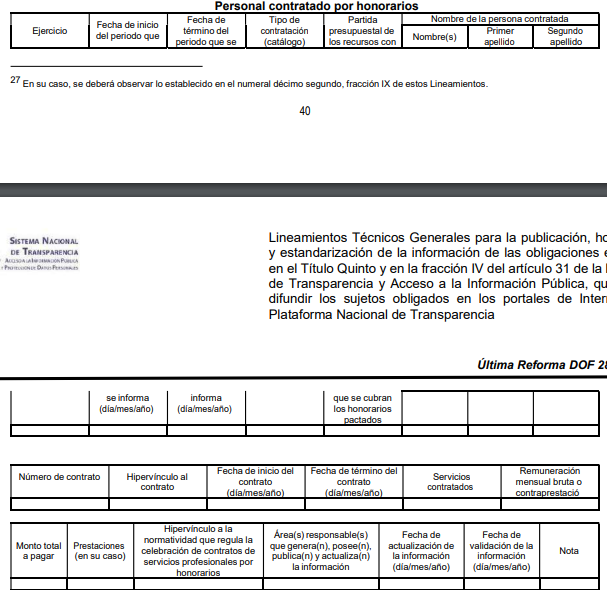 Personal contratado por honorarios
Ejercicio
Fecha de inicio
del periodo que
Fecha de
término del
periodo que se
Tipo de
contratación
(catálogo)
Partida
presupuestal de
los recursos con
Nombre de la persona contratada
Nombre(s)
Primer
apellido
Segundo
apellido
27 En su caso, se deberá observar lo establecido en el numeral décimo segundo, fracción IX de estos Lineamientos.
40
SISTEMA NACIONAL
DE TRANSPARENCIA
ACCESO A LA INFORMACIÓN PÚBLICA
Y PROTECCIÓN DE DATOS PERSONALES
Lineamientos Técnicos Generales para la publicación, ho
y estandarización de la información de las obligaciones e
en el Título Quinto y en la fracción IV del artículo 31 de la
de Transparencia y Acceso a la Información Pública, qu
difundir los sujetos obligados en los portales de Inter
Plataforma Nacional de Transparencia
Última Reforma DOF 28
se informa
(día/mes/año)
informa
(día/mes/año)
que se cubran
los honorarios
pactados
Número de contrato
Hipervínculo al
contrato
Fecha de inicio del
contrato
(día/mes/año)
Fecha de término del
contrato
(día/mes/año)
Servicios
contratados
Remuneración
mensual bruta o
contraprestació
Monto total
a pagar
Prestaciones
(en su caso)
Hipervínculo a la
normatividad que regula la
celebración de contratos de
servicios profesionales por
honorarios
Área(s) responsable(s)
que genera(n), posee(n),
publica(n) y actualiza(n)
la información
Fecha de
actualización de
la información
(día/mes/año)
Fecha de
validación de la
información
(día/mes/año)
Nota